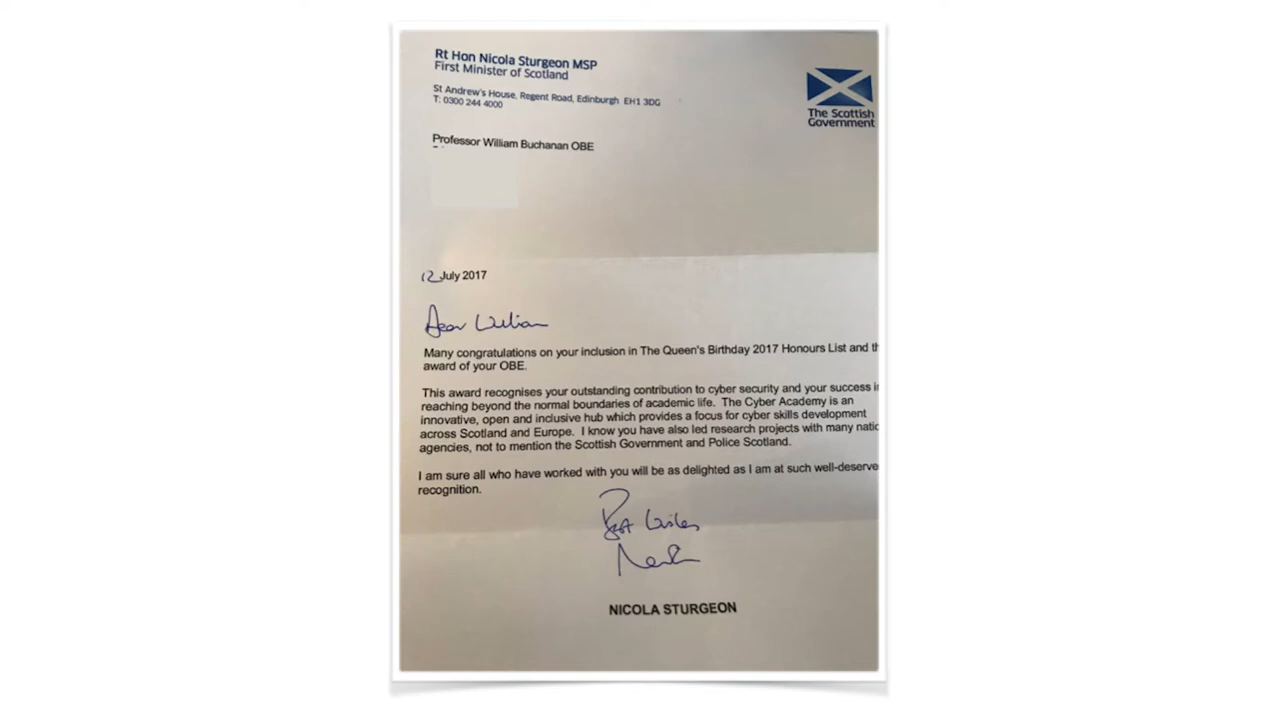 Rt Hon Nicola Sturgeon MSP
First Minister of Scotland
St Andrew's House, Regent Road, Edinburgh EH1 3DG
T: 0300 244 4000
The Scottish
Government
Professor William Buchanan OBE
12 July 2017
Dear William
Many congratulations on your inclusion in The Queen's Birthday 2017 Honours List and th
award of your OBE.
This award recognises your outstanding contribution to cyber security and your success i
reaching beyond the normal boundaries of academic life. The Cyber Academy is an
innovative, open and inclusive hub which provides a focus for cyber skills development
across Scotland and Europe. I know you have also led research projects with many natio
agencies, not to mention the Scottish Government and Police Scotland.
I am sure all who have worked with you will be as delighted as I am at such well-deserve
recognition.
Best Wishes
NICOLA STURGEON